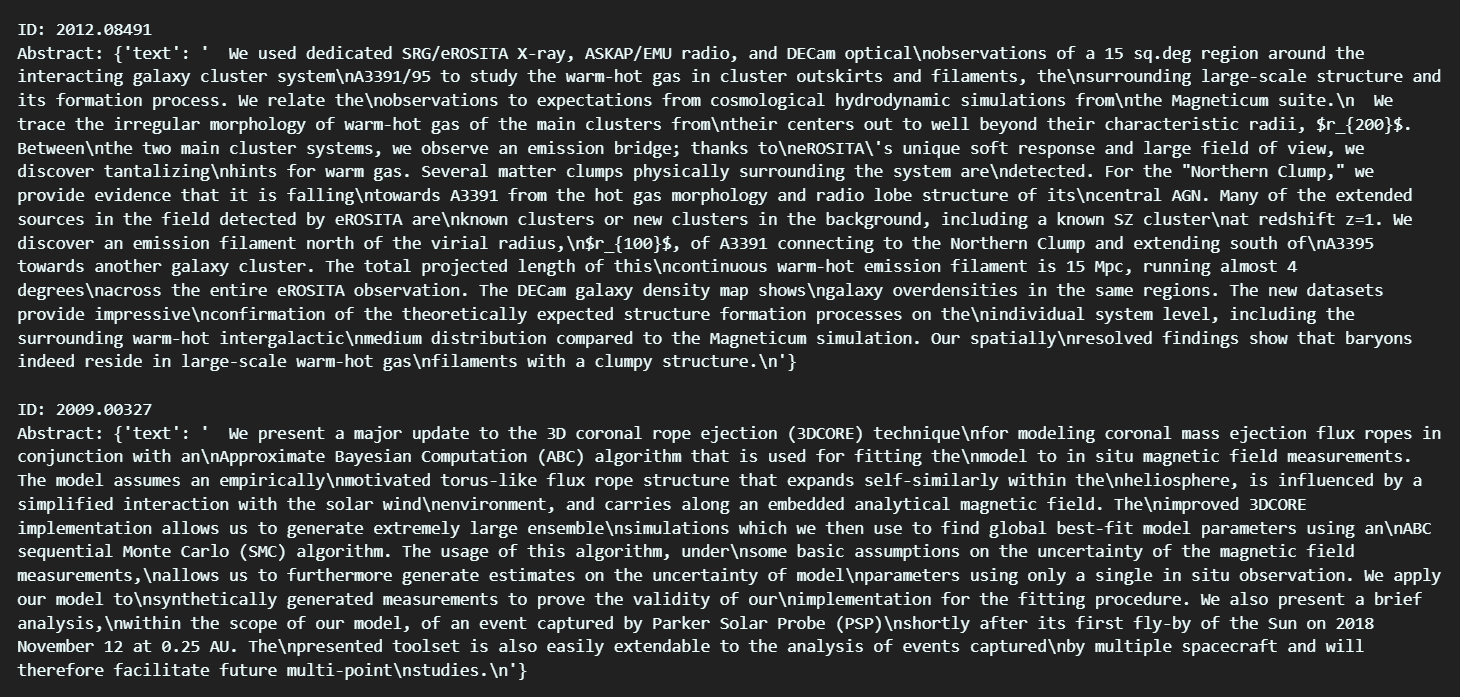 ID: 2012.08491
Abstract: {'text': '  We used dedicated SRG/eROSITA X-ray, ASKAP/EMU radio, and DECam optical\nobservations of a 15 sq.deg region around the
interacting galaxy cluster system\nA3391/95 to study the warm-hot gas in cluster outskirts and filaments, the\nsurrounding large-scale structure and
its formation process. We relate the\nobservations to expectations from cosmological hydrodynamic simulations from\nthe Magneticum suite.\n  We
trace the irregular morphology of warm-hot gas of the main clusters from\ntheir centers out to well beyond their characteristic radii, $r_{200}$.
Between\nthe two main cluster systems, we observe an emission bridge; thanks to\neROSITA\'s unique soft response and large field of view, we
discover tantalizing\nhints for warm gas. Several matter clumps physically surrounding the system are\ndetected. For the "Northern Clump," we
provide evidence that it is falling\ntowards A3391 from the hot gas morphology and radio lobe structure of its\ncentral AGN. Many of the extended
sources in the field detected by eROSITA are\nknown clusters or new clusters in the background, including a known SZ cluster\nat redshift z=1. We
discover an emission filament north of the virial radius,\n$r_{100}$, of A3391 connecting to the Northern Clump and extending south of\nA3395
towards another galaxy cluster. The total projected length of this\ncontinuous warm-hot emission filament is 15 Mpc, running almost 4
degrees\nacross the entire eROSITA observation. The DECam galaxy density map shows\ngalaxy overdensities in the same regions. The new datasets
provide impressive\nconfirmation of the theoretically expected structure formation processes on the\nindividual system level, including the
surrounding warm-hot intergalactic\nmedium distribution compared to the Magneticum simulation. Our spatially\nresolved findings show that baryons
indeed reside in large-scale warm-hot gas\nfilaments with a clumpy structure.\n'}
ID: 2009.00327
Abstract: {'text': '  We present a major update to the 3D coronal rope ejection (3DCORE) technique\nfor modeling coronal mass ejection flux ropes in
conjunction with an\nApproximate Bayesian Computation (ABC) algorithm that is used for fitting the\nmodel to in situ magnetic field measurements.
The model assumes an empirically\nmotivated torus-like flux rope structure that expands self-similarly within the\nheliosphere, is influenced by a
simplified interaction with the solar wind\nenvironment, and carries along an embedded analytical magnetic field. The\nimproved 3DCORE
implementation allows us to generate extremely large ensemble\nsimulations which we then use to find global best-fit model parameters using an\nABC
sequential Monte Carlo (SMC) algorithm. The usage of this algorithm, under\nsome basic assumptions on the uncertainty of the magnetic field
measurements,\nallows us to furthermore generate estimates on the uncertainty of model\nparameters using only a single in situ observation. We apply
our model to\nsynthetically generated measurements to prove the validity of our\nimplementation for the fitting procedure. We also present a brief
analysis,\nwithin the scope of our model, of an event captured by Parker Solar Probe (PSP)\nshortly after its first fly-by of the Sun on 2018
November 12 at 0.25 AU. The\npresented toolset is also easily extendable to the analysis of events captured\nby multiple spacecraft and will
therefore facilitate future multi-point\nstudies.\n'}